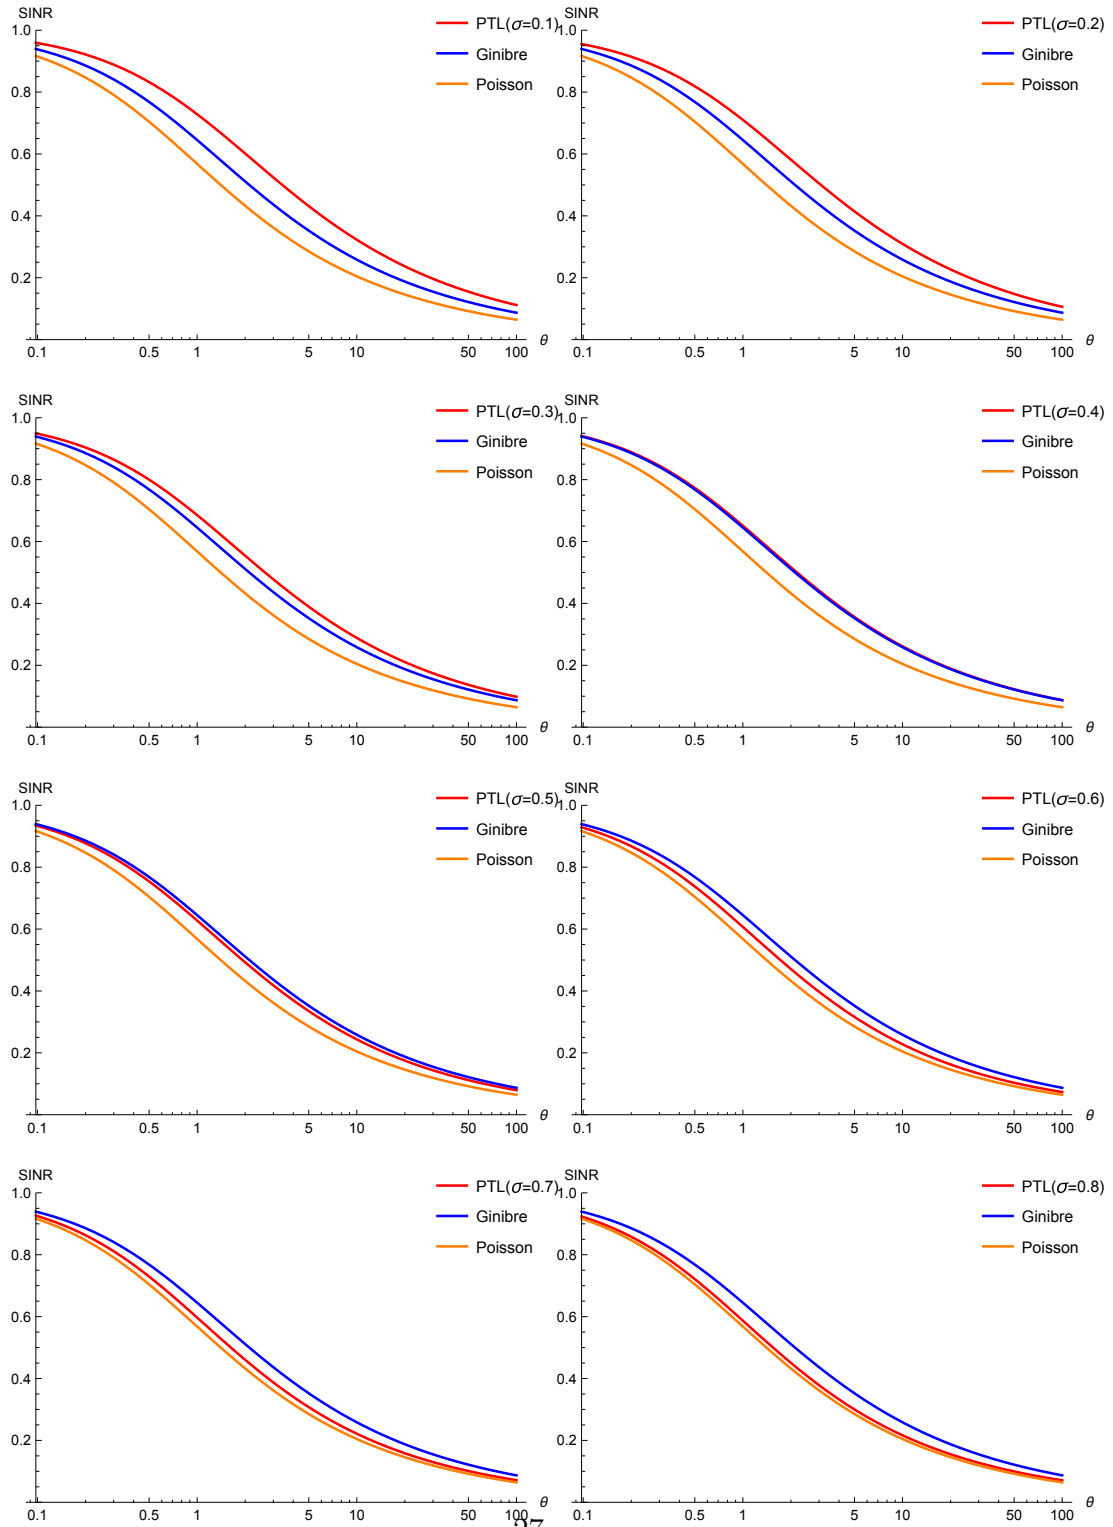 SINR
PTL(σ=0.1)
Ginibre
Poisson
1.0
0.8
0.6
0.4
0.2
0.1 0.5 1 5 10 50 100 θ
SINR
PTL(σ=0.2)
Ginibre
Poisson
1.0
0.8
0.6
0.4
0.2
0.1 0.5 1 5 10 50 100 θ
SINR
PTL(σ=0.3)
Ginibre
Poisson
1.0
0.8
0.6
0.4
0.2
0.1 0.5 1 5 10 50 100 θ
SINR
PTL(σ=0.4)
Ginibre
Poisson
1.0
0.8
0.6
0.4
0.2
0.1 0.5 1 5 10 50 100 θ
SINR
PTL(σ=0.5)
Ginibre
Poisson
1.0
0.8
0.6
0.4
0.2
0.1 0.5 1 5 10 50 100 θ
SINR
PTL(σ=0.6)
Ginibre
Poisson
1.0
0.8
0.6
0.4
0.2
0.1 0.5 1 5 10 50 100 θ
SINR
PTL(σ=0.7)
Ginibre
Poisson
1.0
0.8
0.6
0.4
0.2
0.1 0.5 1 5 10 50 100 θ
SINR
PTL(σ=0.8)
Ginibre
Poisson
1.0
0.8
0.6
0.4
0.2
0.1 0.5 1 5 10 50 100 θ